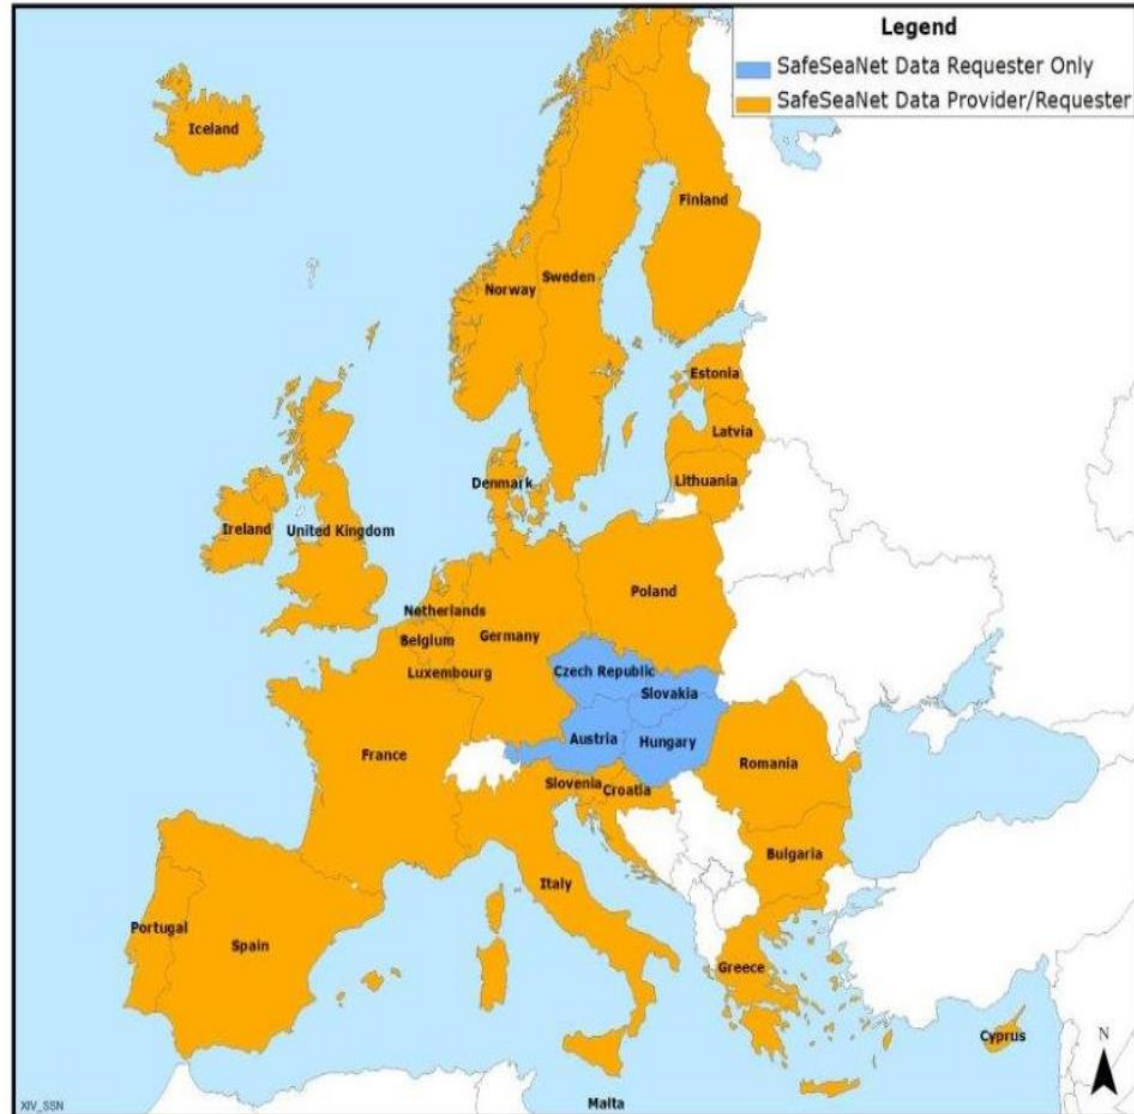 Legend
SafeSeaNet Data Requester Only
SafeSeaNet Data Provider/Requester
Iceland
Finland
Sweden
Norway
Estonia
Latvia
Lithuania
Denmark
Ireland
United Kingdom
Poland
Netherlands
Germany
Belgium
Luxembourg
Czech Republic
Slovakia
Austria
Hungary
France
Romania
Slovenia
Croatia
Bulgaria
Italy
Portugal
Spain
Greece
Cyprus
N
Malta
XIV_SSN